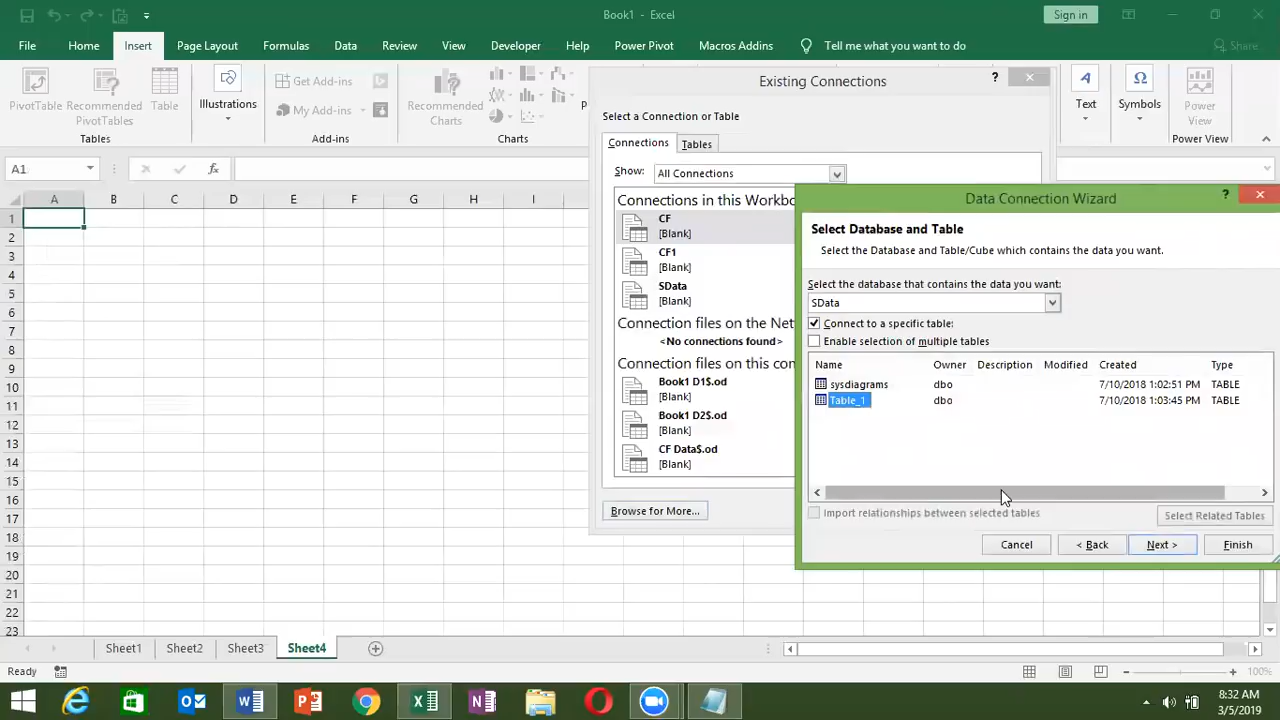 Book1 - Excel
Sign in
File Home Insert Page Layout Formulas Data Review View Developer Help Power Pivot Macros Addins Tell me what you want to do Share
PivotTable Recommended PivotTables Table
Tables
Illustrations
Get Add-ins
My Add-ins
Add-ins
Recommended Charts
Charts
Text
Symbols
Power View
Power View
A1
fx
A B C D E F G H I
1
2
3
4
5
6
7
8
9
10
11
12
13
14
15
16
17
18
19
20
21
22
23
Existing Connections
?
Select a Connection or Table
Connections Tables
Show: All Connections
Connections in this Workbo
CF
[Blank]
CF1
[Blank]
SData
[Blank]
Connection files on the Net
<No connections found>
Connection files on this con
Book1 D1$.od
[Blank]
Book1 D2$.od
[Blank]
CF Data$.od
[Blank]
Browse for More...
Data Connection Wizard
?
Select Database and Table
Select the Database and Table/Cube which contains the data you want.
Select the database that contains the data you want:
SData
Connect to a specific table:
Enable selection of multiple tables
Name Owner Description Modified Created Type
sysdiagrams dbo 7/10/2018 1:02:51 PM TABLE
Table_1 dbo 7/10/2018 1:03:45 PM TABLE
Import relationships between selected tables
Select Related Tables
Cancel < Back Next > Finish
Sheet1 Sheet2 Sheet3 Sheet4
Ready
100%
8:32 AM
3/5/2019